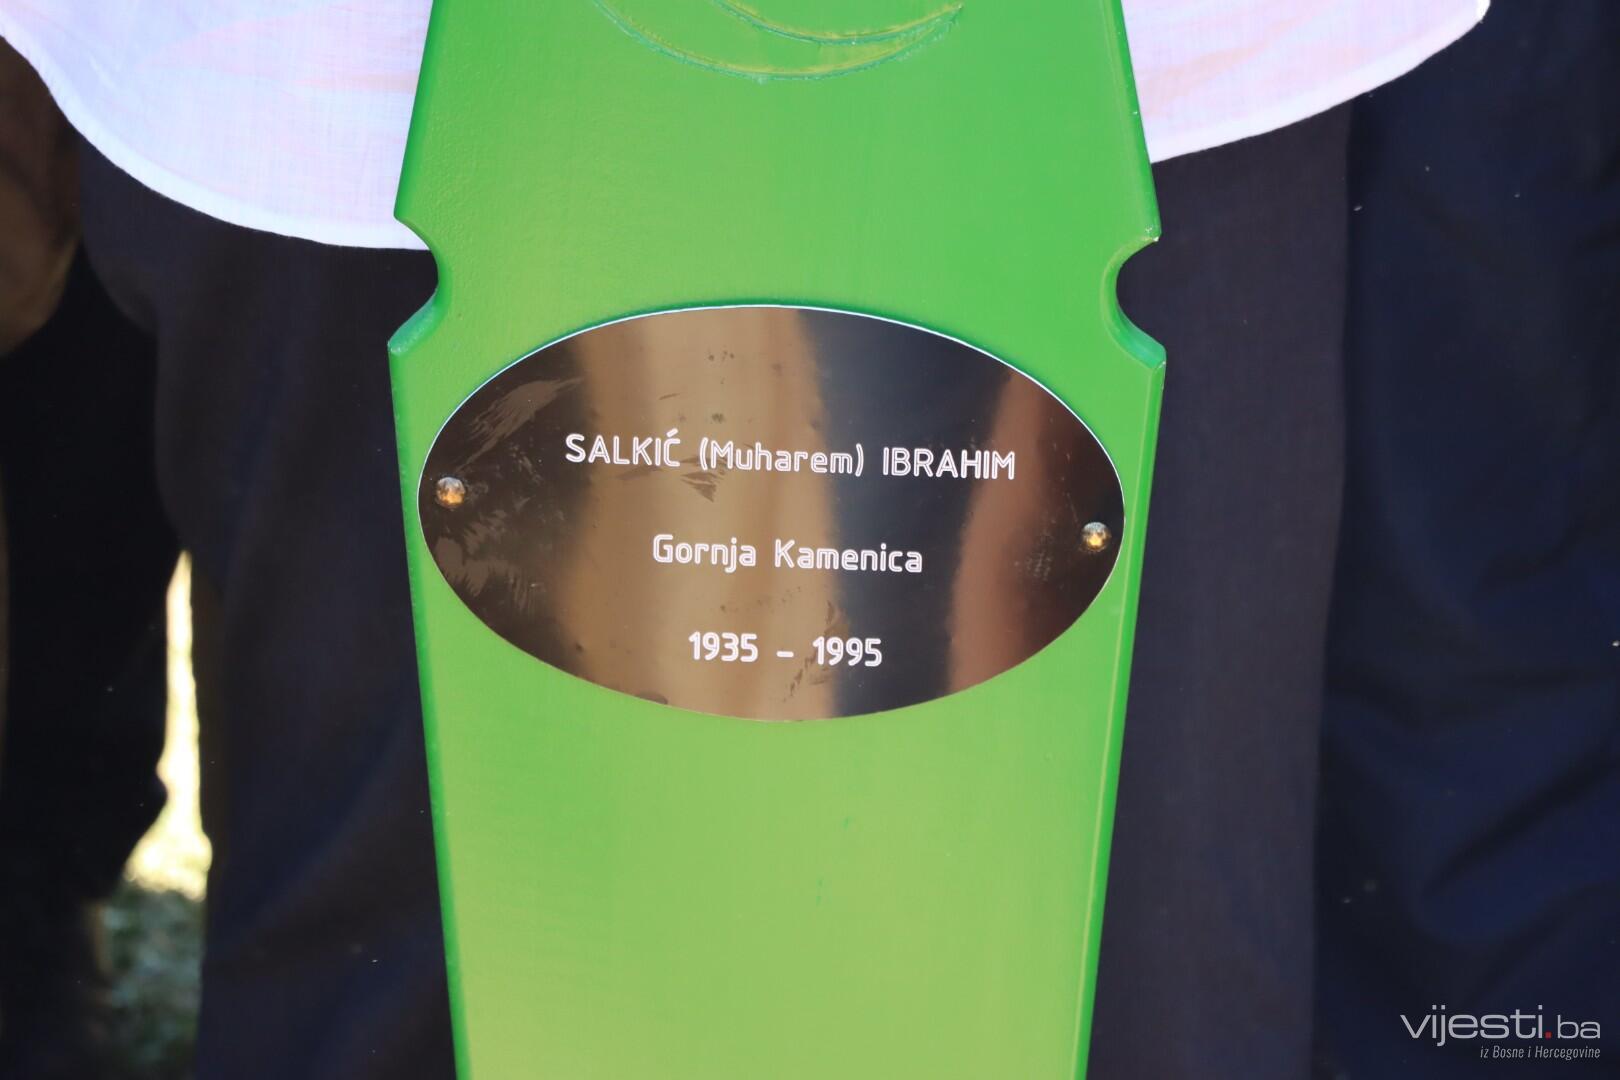 SALKIĆ (Muharem) IBRAHIM
Gornja Kamenica
1935 - 1995
vijesti.ba
iz Bosne i Hercegovine